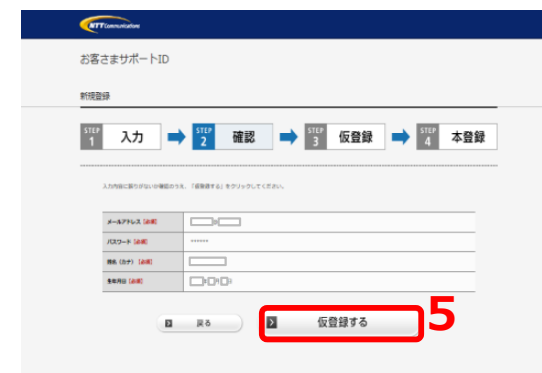 NTT Communications
お客さまサポートID
新規登録
STEP 1 入力 STEP 2 確認 STEP 3 仮登録 STEP 4 本登録
入力内容に誤りがないか確認のうえ、「仮登録する」をクリックしてください。
メールアドレス [必須] @
パスワード [必須] ******
姓名 (カナ) [必須]
生年月日 [必須] 年 月 日
戻る 仮登録する 5